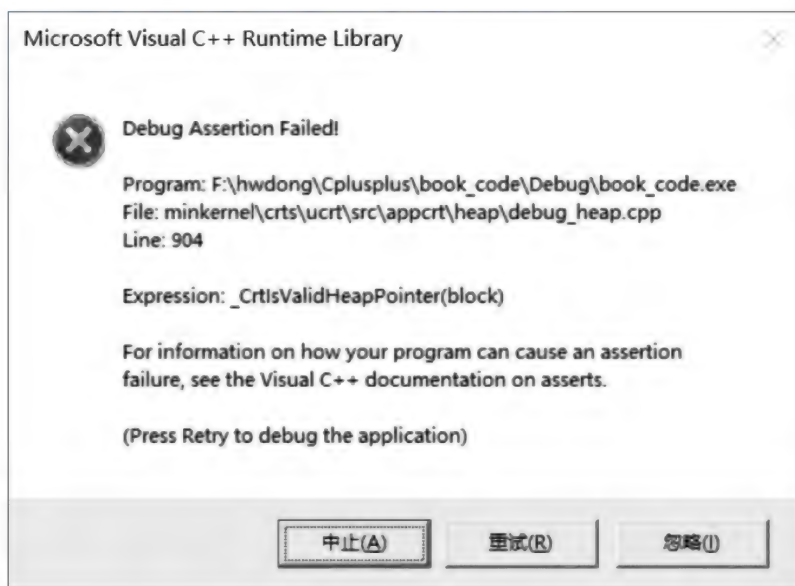 Microsoft Visual C++ Runtime Library
Debug Assertion Failed!
Program: F:\hwdong\Cplusplus\book_code\Debug\book_code.exe
File: minkernel\crts\ucrt\src\appcrt\heap\debug_heap.cpp
Line: 904
Expression: _CrtIsValidHeapPointer(block)
For information on how your program can cause an assertion
failure, see the Visual C++ documentation on asserts.
(Press Retry to debug the application)
中止(A)
重试(R)
忽略(I)